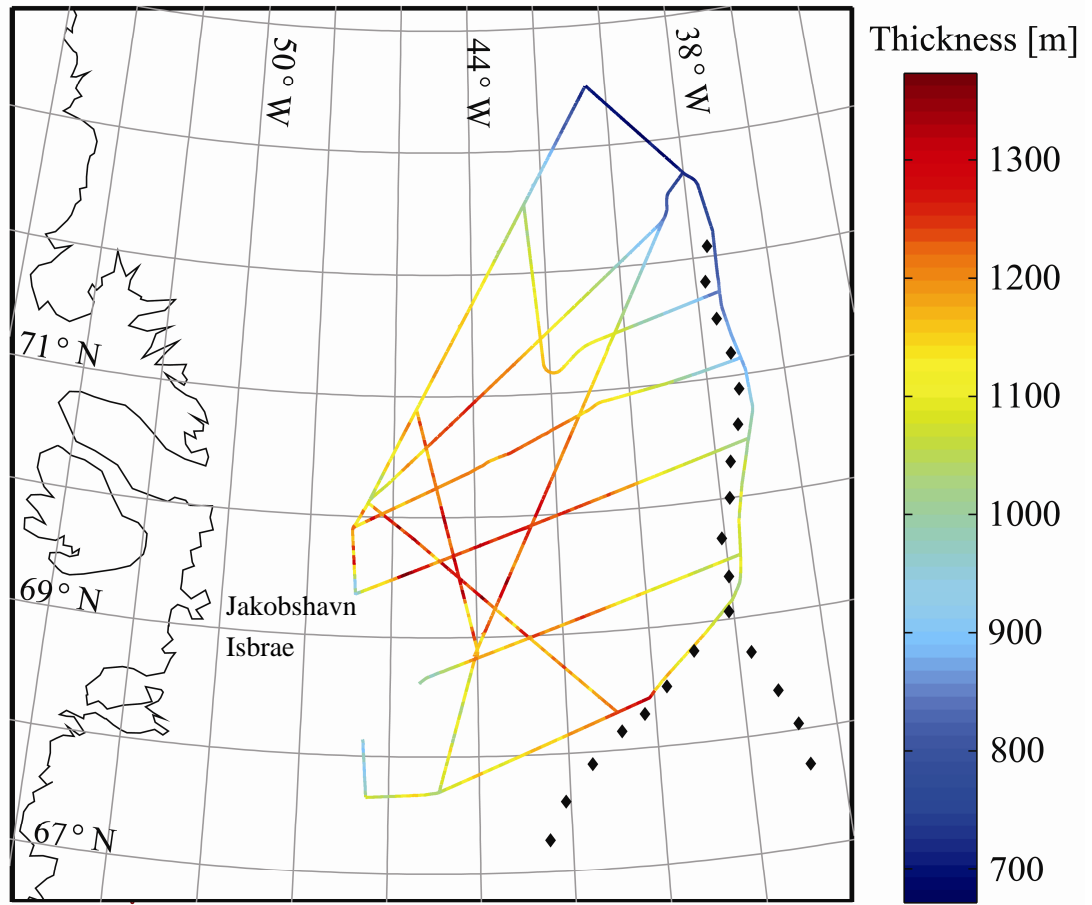 Thickness [m]
50° W
44° W
38° W
1300
1200
71° N
1100
1000
69° N
Jakobshavn
Isbrae
900
800
67° N
700